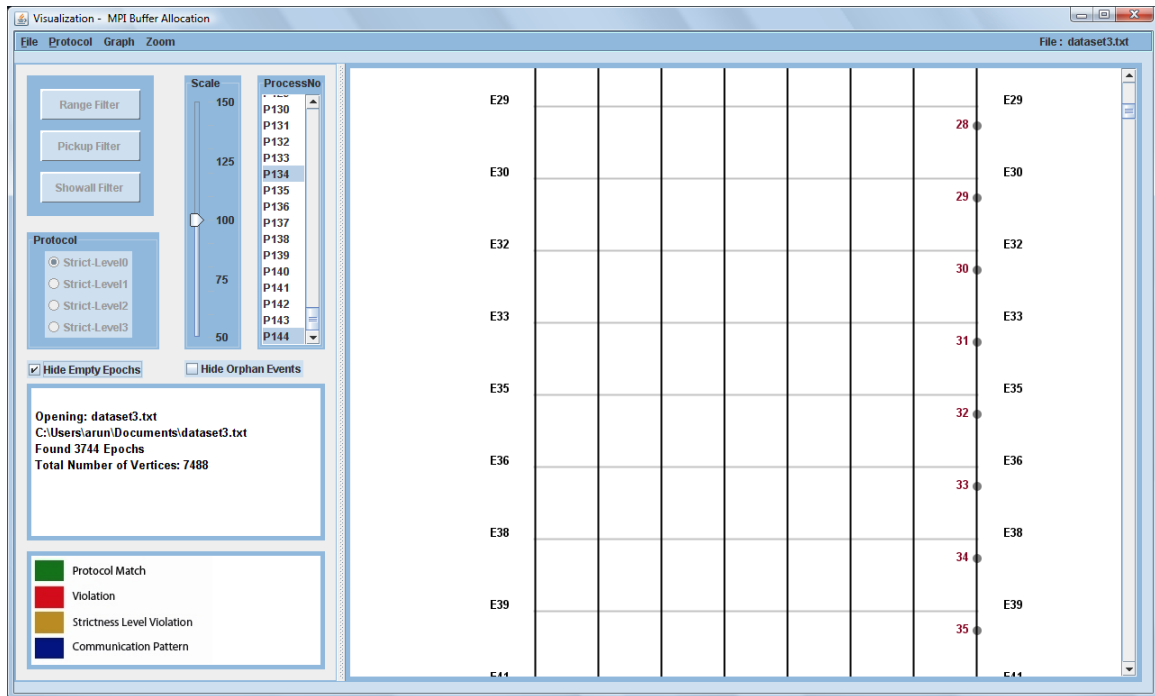 Visualization - MPI Buffer Allocation
File Protocol Graph Zoom
File : dataset3.txt
Range Filter
Pickup Filter
Showall Filter
Protocol
Strict-Level0
Strict-Level1
Strict-Level2
Strict-Level3
Scale
150
125
100
75
50
ProcessNo
P130
P131
P132
P133
P134
P135
P136
P137
P138
P139
P140
P141
P142
P143
P144
Hide Empty Epochs
Hide Orphan Events
Opening: dataset3.txt
C:\Users\arun\Documents\dataset3.txt
Found 3744 Epochs
Total Number of Vertices: 7488
Protocol Match
Violation
Strictness Level Violation
Communication Pattern
E29 E29
28
E30 E30
29
E32 E32
30
E33 E33
31
E35 E35
32
E36 E36
33
E38 E38
34
E39 E39
35
E41 E41